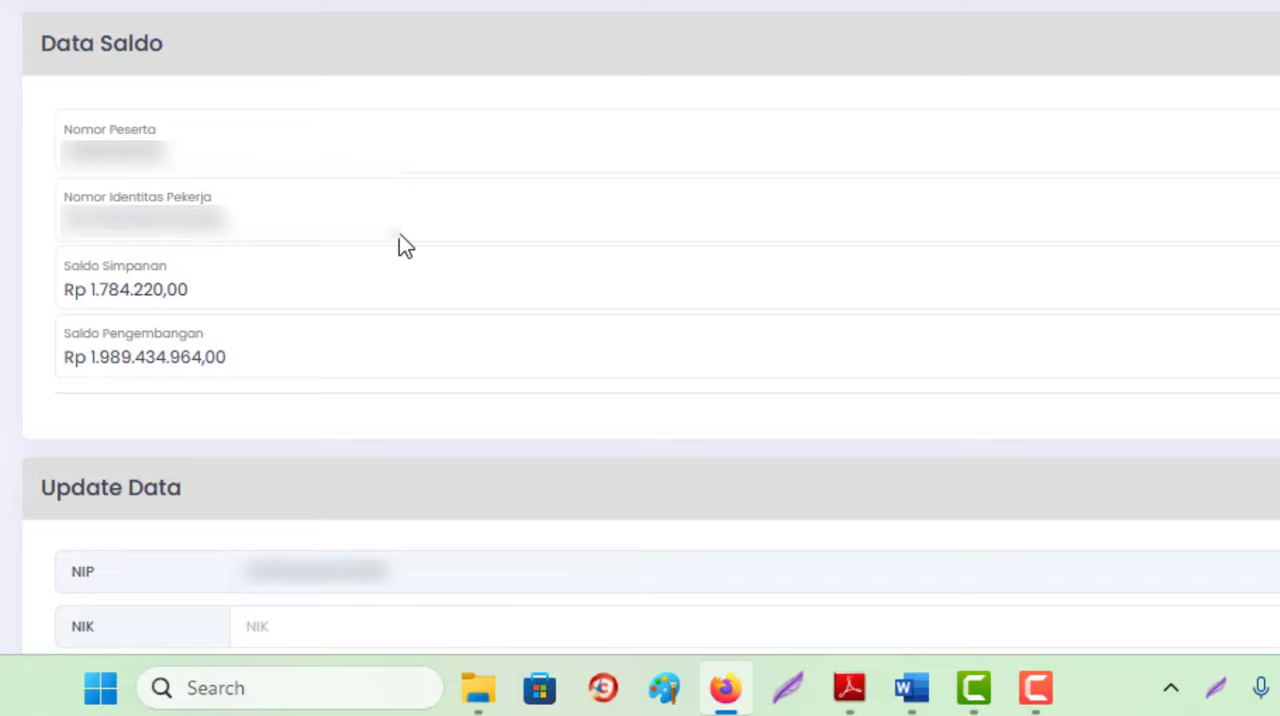 Data Saldo
Nomor Peserta
Nomor Identitas Pekerja
Saldo Simpanan
Rp 1.784.220,00
Saldo Pengembangan
Rp 1.989.434.964,00
Update Data
NIP
NIK NIK
Search